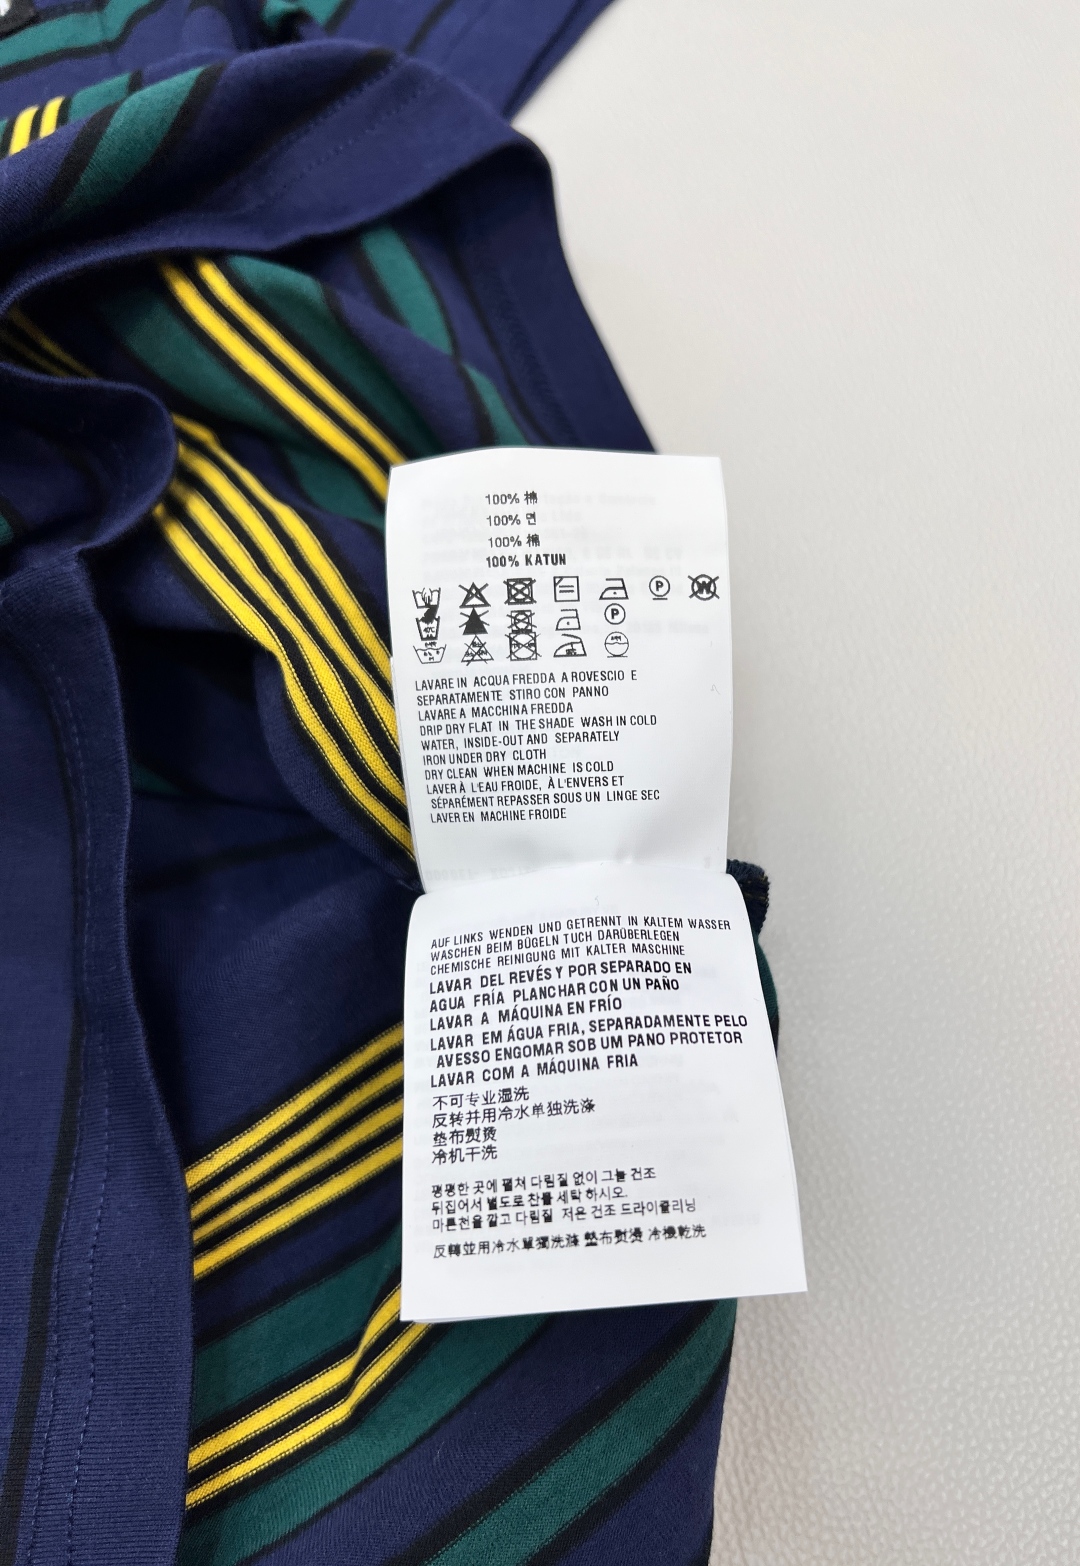 100% 棉
100% 면
100% 棉
100% KATUN
P W
P
LAVARE IN ACQUA FREDDA A ROVESCIO E
SEPARATAMENTE STIRO CON PANNO
LAVARE A MACCHINA FREDDA
DRIP DRY FLAT IN THE SHADE WASH IN COLD
WATER, INSIDE-OUT AND SEPARATELY
IRON UNDER DRY CLOTH
DRY CLEAN WHEN MACHINE IS COLD
LAVER À L'EAU FROIDE, À L'ENVERS ET
SÉPARÉMENT REPASSER SOUS UN LINGE SEC
LAVER EN MACHINE FROIDE
AUF LINKS WENDEN UND GETRENNT IN KALTEM WASSER
WASCHEN BEIM BÜGELN TUCH DARÜBERLEGEN
CHEMISCHE REINIGUNG MIT KALTER MASCHINE
LAVAR DEL REVÉS Y POR SEPARADO EN
AGUA FRÍA PLANCHAR CON UN PAÑO
LAVAR A MÁQUINA EN FRÍO
LAVAR EM ÁGUA FRIA, SEPARADAMENTE PELO
AVESSO ENGOMAR SOB UM PANO PROTETOR
LAVAR COM A MÁQUINA FRIA
不可专业湿洗
反转并用冷水单独洗涤
垫布熨烫
冷机干洗
평평한 곳에 펼쳐 다림질 없이 그늘 건조
뒤집어서 별도로 찬물 세탁 하시오.
마른천을 깔고 다림질 저온 건조 드라이클리닝
反轉並用冷水單獨洗滌 墊布熨燙 冷機乾洗